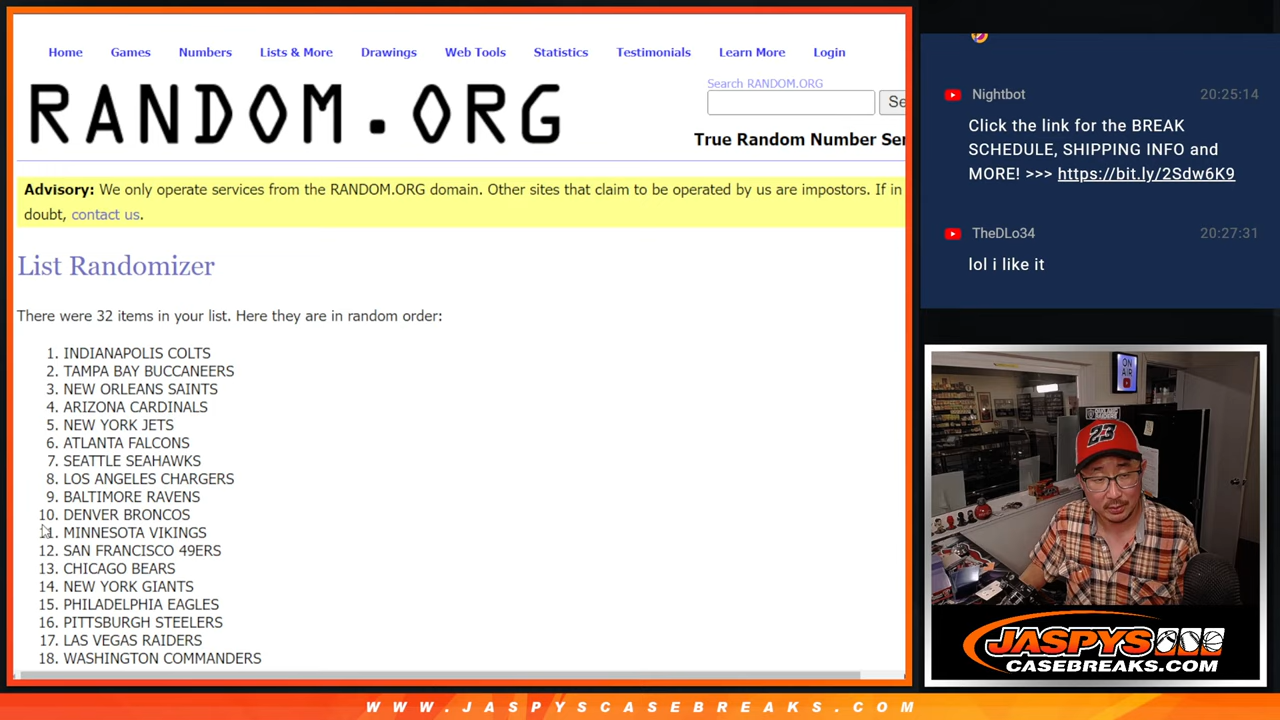 Home Games Numbers Lists & More Drawings Web Tools Statistics Testimonials Learn More Login
RANDOM.ORG
Search RANDOM.ORG
Se
True Random Number Ser
Advisory: We only operate services from the RANDOM.ORG domain. Other sites that claim to be operated by us are impostors. If in
doubt, contact us.
List Randomizer
There were 32 items in your list. Here they are in random order:
1. INDIANAPOLIS COLTS
2. TAMPA BAY BUCCANEERS
3. NEW ORLEANS SAINTS
4. ARIZONA CARDINALS
5. NEW YORK JETS
6. ATLANTA FALCONS
7. SEATTLE SEAHAWKS
8. LOS ANGELES CHARGERS
9. BALTIMORE RAVENS
10. DENVER BRONCOS
11. MINNESOTA VIKINGS
12. SAN FRANCISCO 49ERS
13. CHICAGO BEARS
14. NEW YORK GIANTS
15. PHILADELPHIA EAGLES
16. PITTSBURGH STEELERS
17. LAS VEGAS RAIDERS
18. WASHINGTON COMMANDERS
Nightbot 20:25:14
Click the link for the BREAK
SCHEDULE, SHIPPING INFO and
MORE! >>> https://bit.ly/2Sdw6K9
TheDLo34 20:27:31
lol i like it
ON
AIR
23
JASPYS
CASEBREAKS.COM
WWW.JASPYSCASEBREAKS.COM